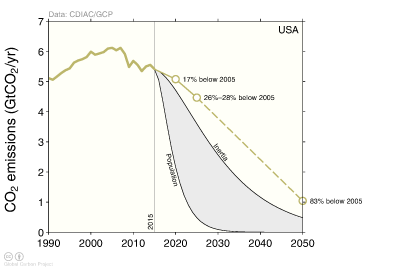 Data: CDIAC/GCP
USA
CO2 emissions (GtCO2/yr)
7
6
5
4
3
2
1
0
17% below 2005
26%–28% below 2005
83% below 2005
Population
Inertia
2015
1990
2000
2010
2020
2030
2040
2050
Global Carbon Project